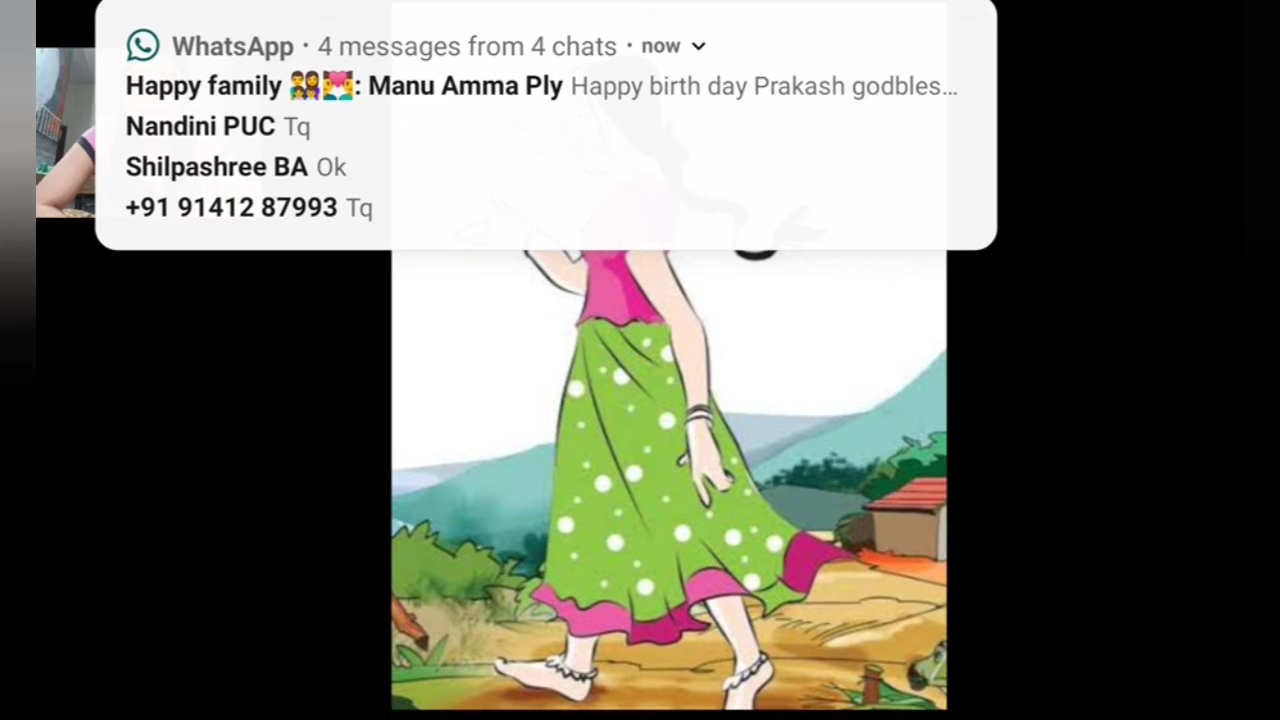 WhatsApp · 4 messages from 4 chats · now
Happy family 👨‍👩‍👧‍👦👩‍❤️‍👨: Manu Amma Ply Happy birth day Prakash godbles…
Nandini PUC Tq
Shilpashree BA Ok
+91 91412 87993 Tq